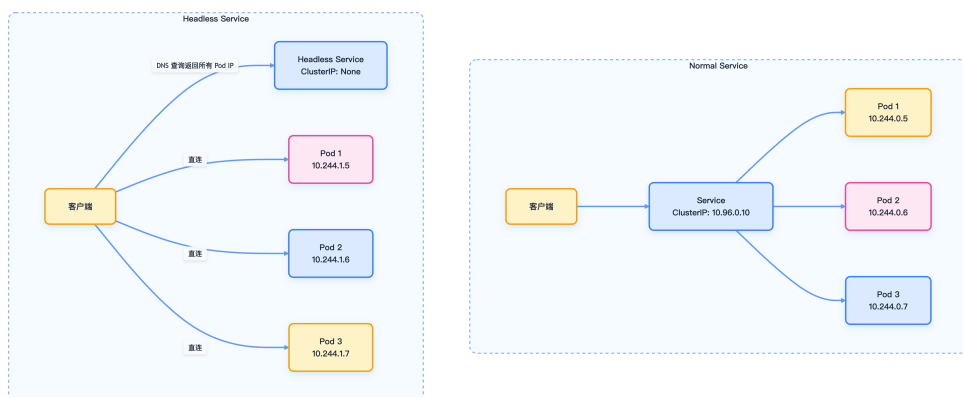 Headless Service
DNS 查询返回所有 Pod IP
Headless Service
ClusterIP: None
直连
Pod 1
10.244.1.5
客户端
直连
Pod 2
10.244.1.6
直连
Pod 3
10.244.1.7
Normal Service
Pod 1
10.244.0.5
客户端
Service
ClusterIP: 10.96.0.10
Pod 2
10.244.0.6
Pod 3
10.244.0.7